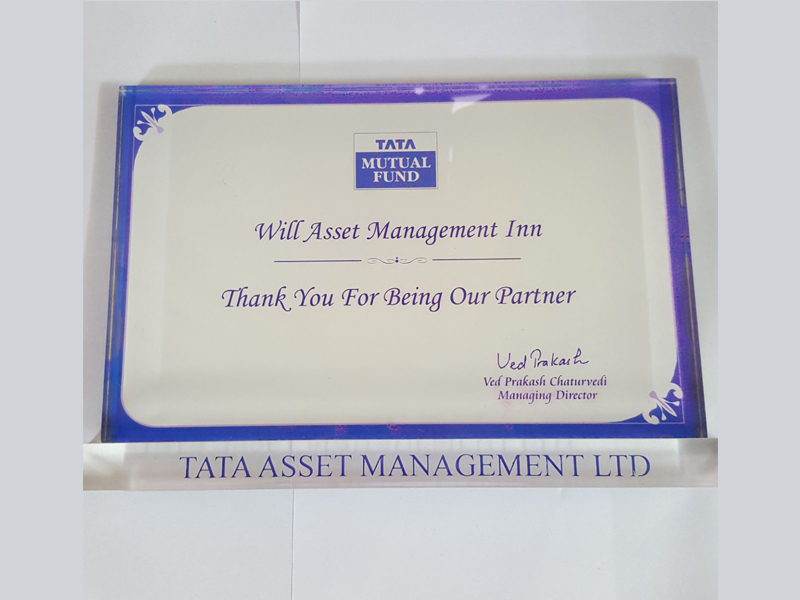 TATA
MUTUAL
FUND
Will Asset Management Inn
Thank You For Being Our Partner
Ved Prakash
Ved Prakash Chaturvedi
Managing Director
TATA ASSET MANAGEMENT LTD